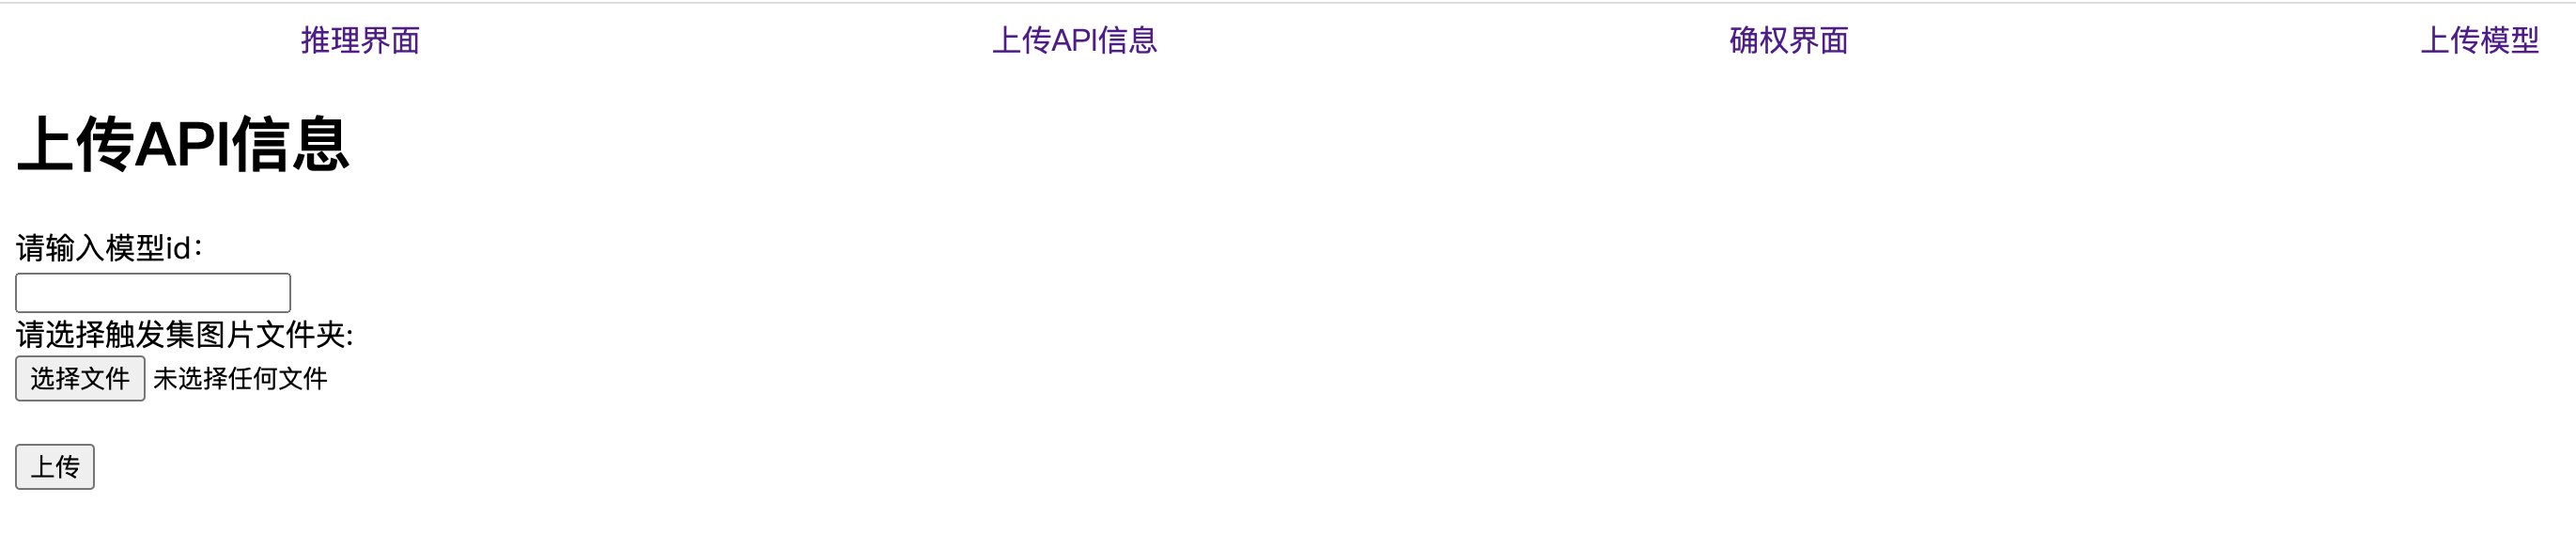 推理界面 上传API信息 确权界面 上传模型
上传API信息
请输入模型id：
请选择触发集图片文件夹:
选择文件 未选择任何文件
上传